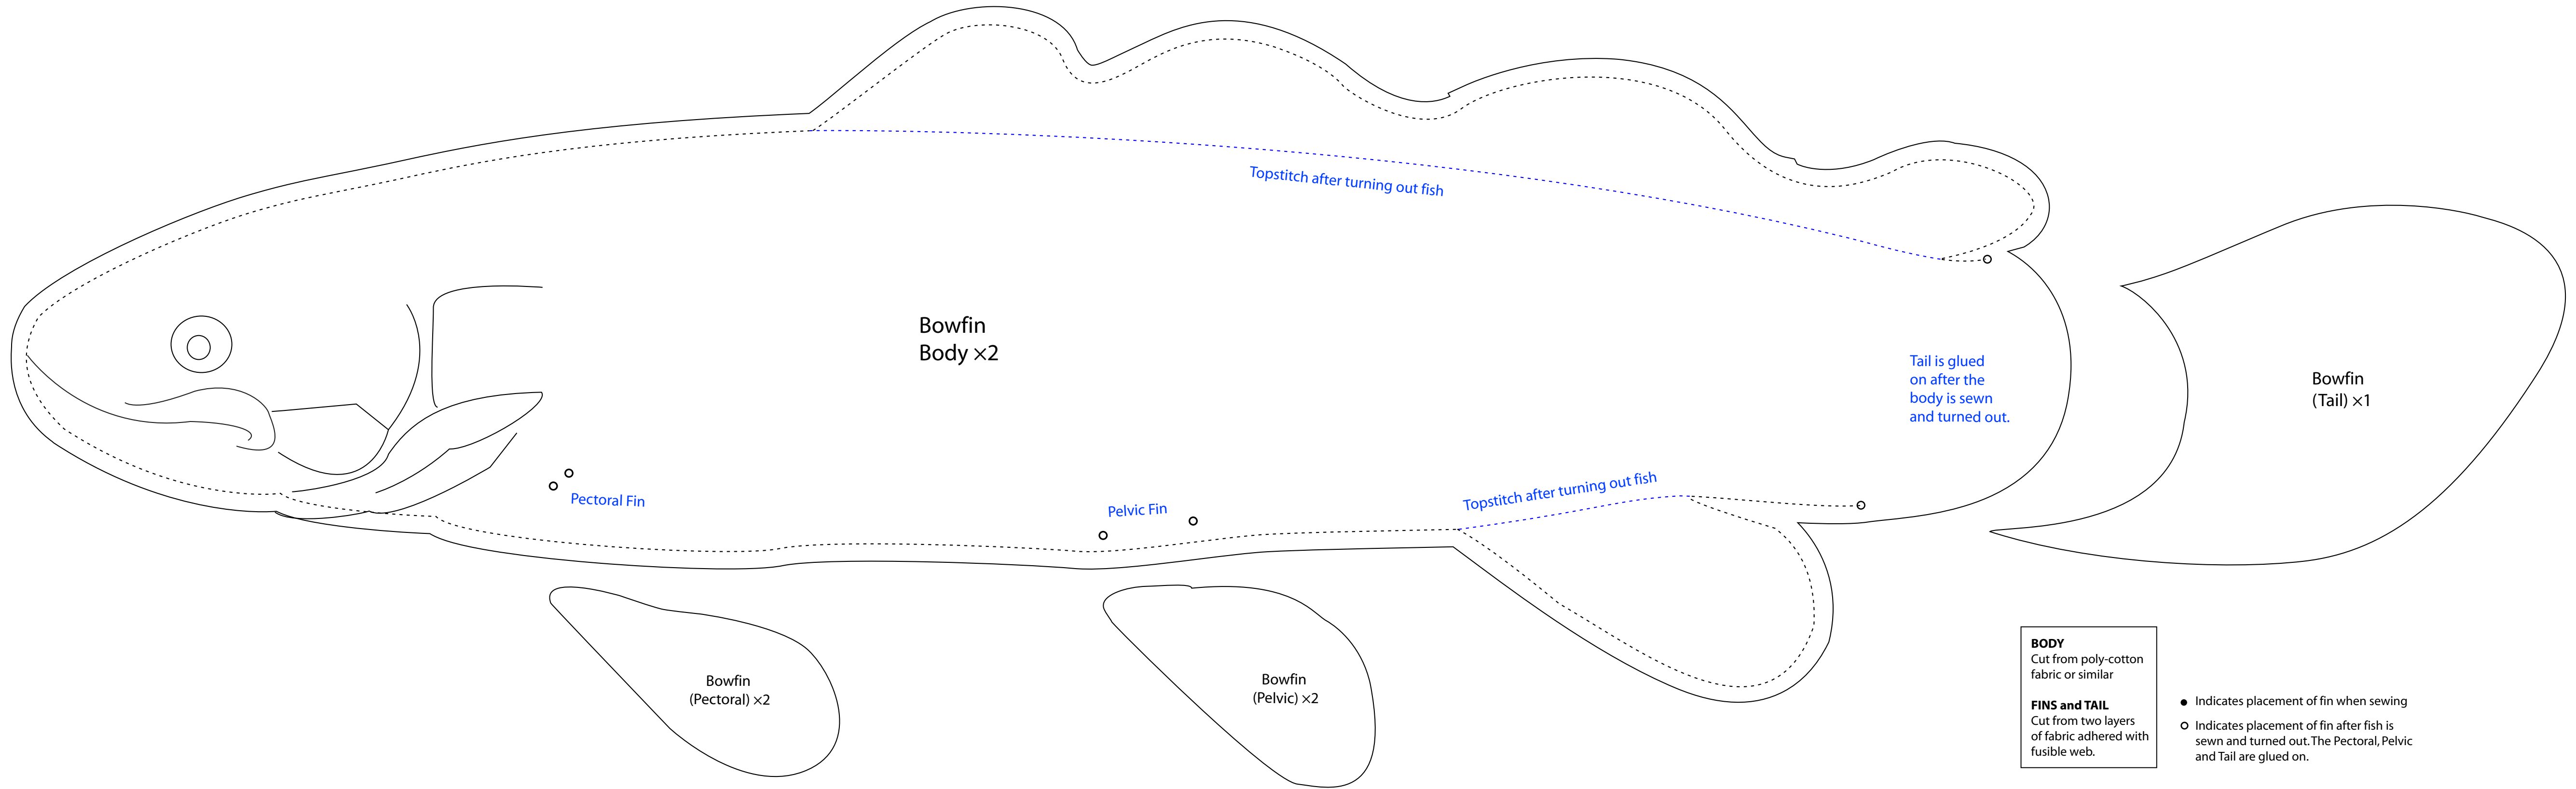 Topstitch after turning out fish
Bowfin
Body ×2
Tail is glued
on after the
body is sewn
and turned out.
Bowfin
(Tail) ×1
Pectoral Fin
Pelvic Fin
Topstitch after turning out fish
Bowfin
(Pectoral) ×2
Bowfin
(Pelvic) ×2
BODY
Cut from poly-cotton
fabric or similar
FINS and TAIL
Cut from two layers
of fabric adhered with
fusible web.
Indicates placement of fin when sewing
Indicates placement of fin after fish is
sewn and turned out. The Pectoral, Pelvic
and Tail are glued on.